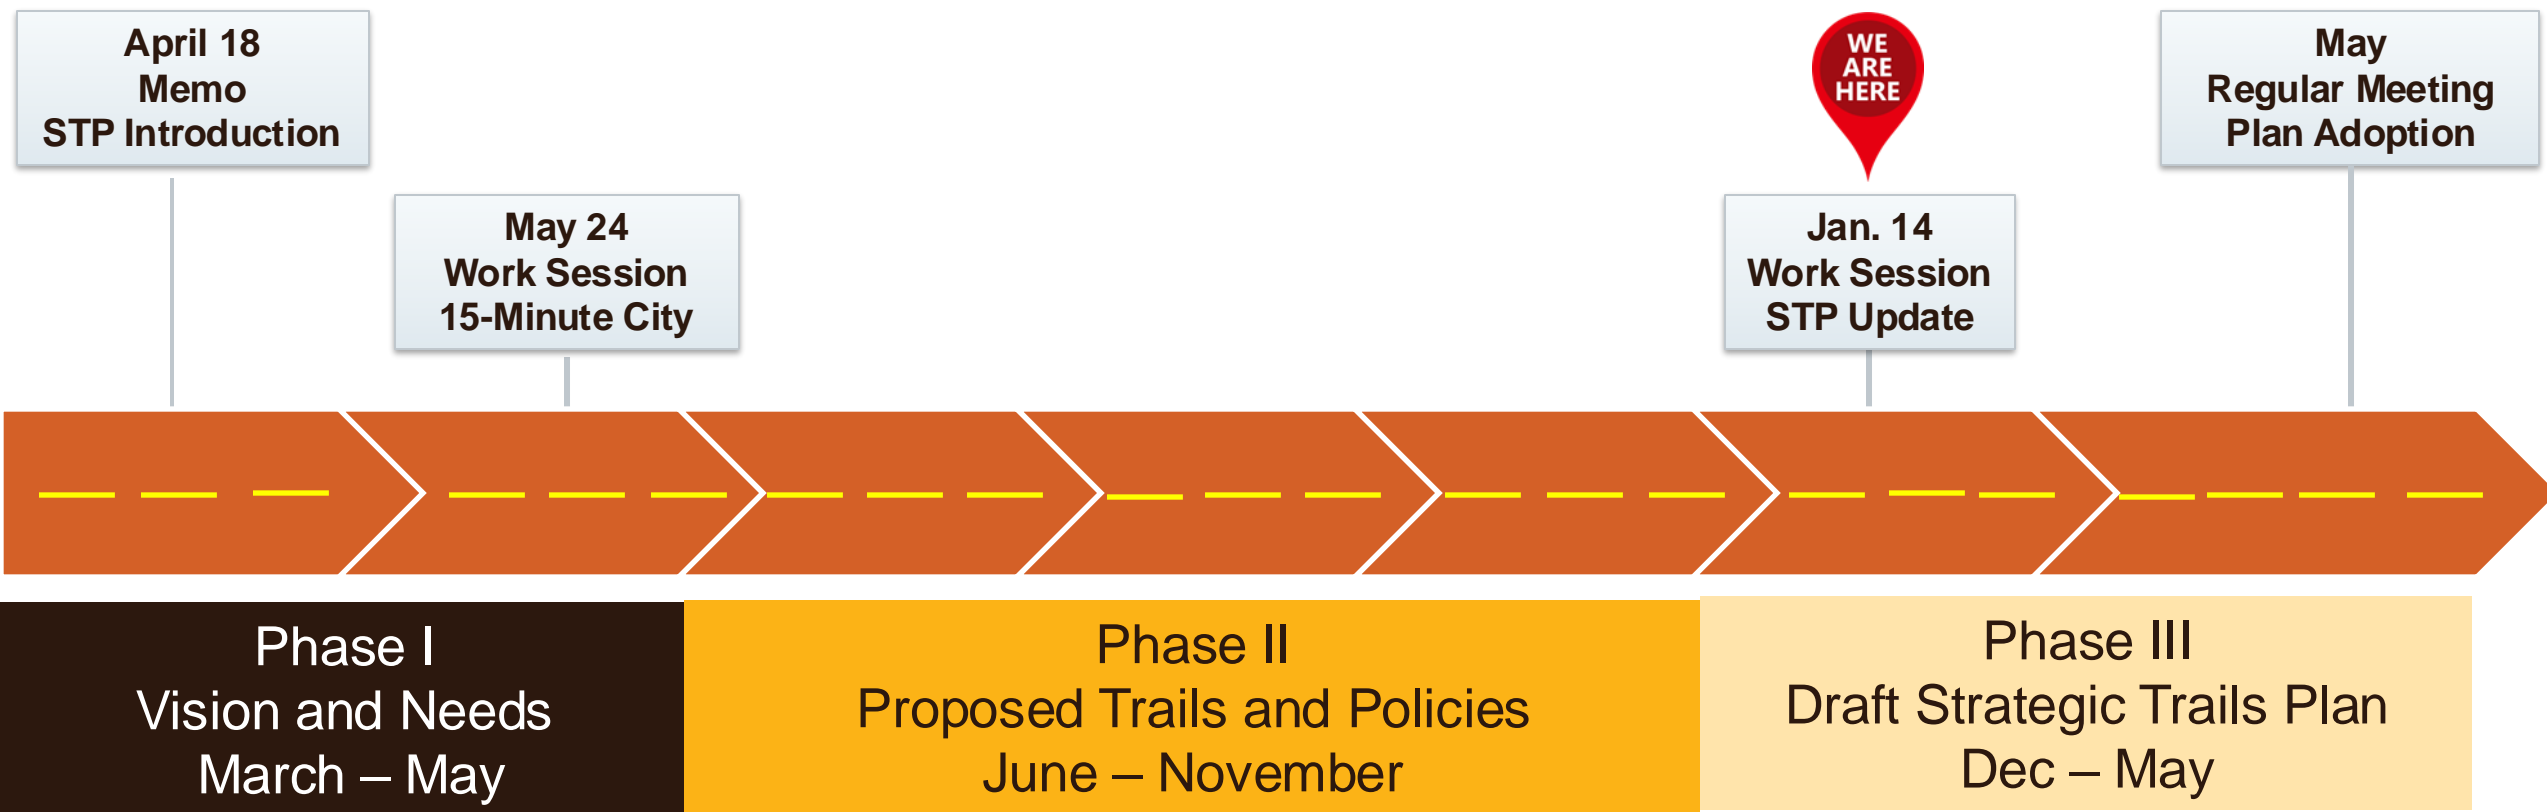 April 18
Memo
STP Introduction
May 24
Work Session
15-Minute City
WE
ARE
HERE
Jan. 14
Work Session
STP Update
May
Regular Meeting
Plan Adoption
Phase I
Vision and Needs
March – May
Phase II
Proposed Trails and Policies
June – November
Phase III
Draft Strategic Trails Plan
Dec – May